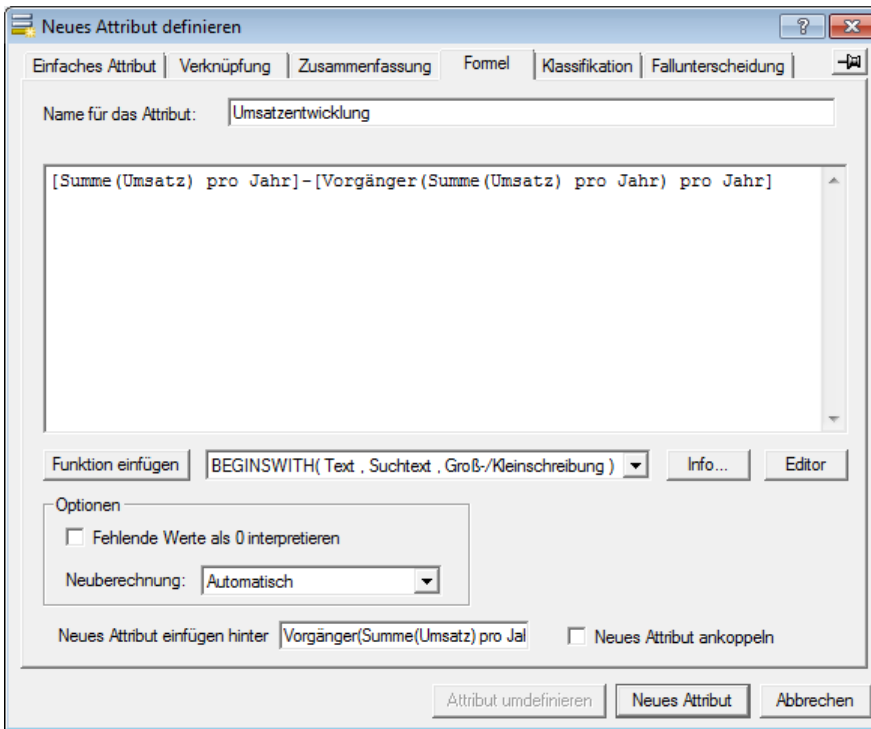 Neues Attribut definieren
Einfaches Attribut Verknüpfung Zusammenfassung Formel Klassifikation Fallunterscheidung
Name für das Attribut: Umsatzentwicklung
[Summe(Umsatz) pro Jahr]-[Vorgänger(Summe(Umsatz) pro Jahr) pro Jahr]
Funktion einfügen BEGINSWITH( Text , Suchtext , Groß-/Kleinschreibung ) Info... Editor
Optionen
Fehlende Werte als 0 interpretieren
Neuberechnung: Automatisch
Neues Attribut einfügen hinter Vorgänger(Summe(Umsatz) pro Jal Neues Attribut ankoppeln
Attribut umdefinieren Neues Attribut Abbrechen